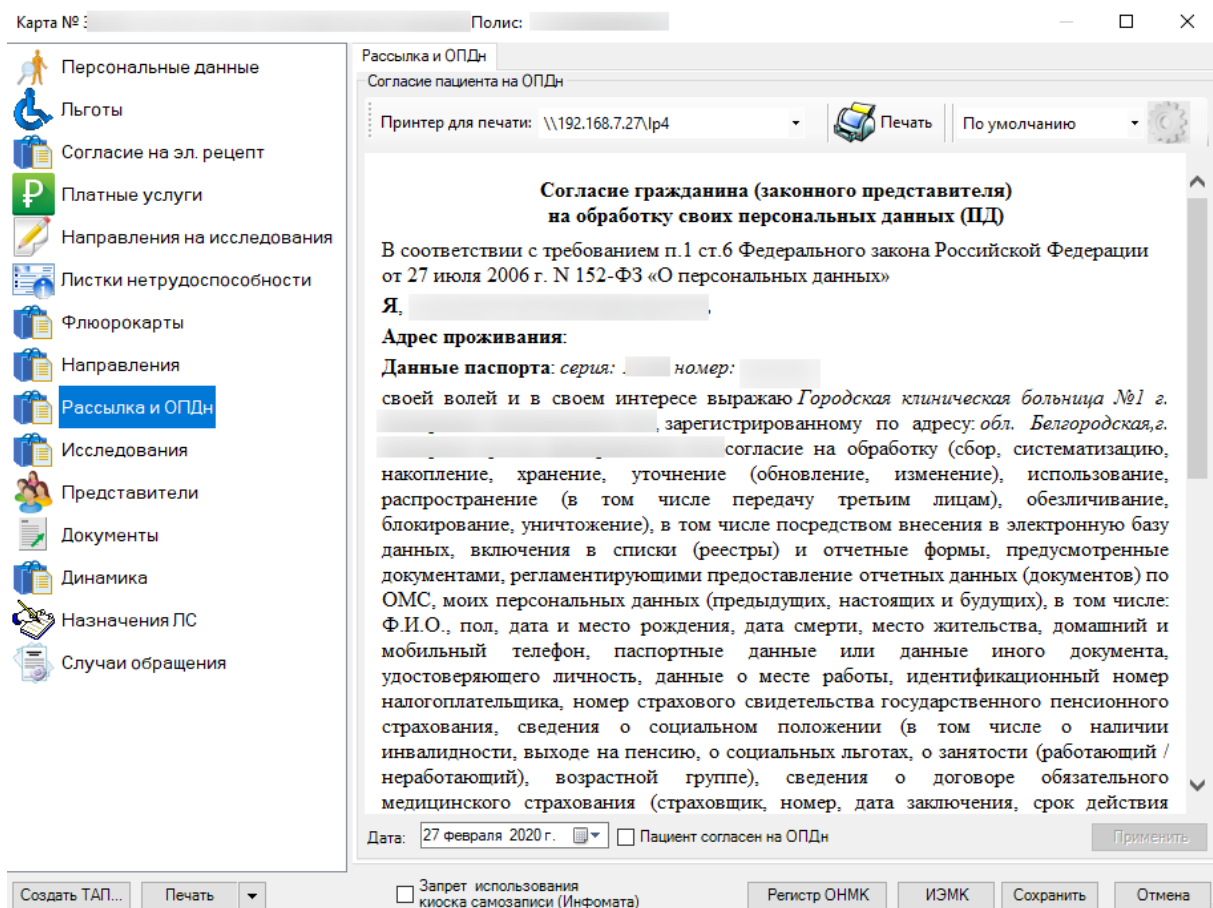 Карта № Полис:
Персональные данные
Льготы
Согласие на эл. рецепт
Платные услуги
Направления на исследования
Листки нетрудоспособности
Флюорокарты
Направления
Рассылка и ОПДн
Исследования
Представители
Документы
Динамика
Назначения ЛС
Случаи обращения
Рассылка и ОПДн
Согласие пациента на ОПДн
Принтер для печати: \\192.168.7.27\lp4 Печать По умолчанию
Согласие гражданина (законного представителя)
на обработку своих персональных данных (ПД)
В соответствии с требованием п.1 ст.6 Федерального закона Российской Федерации
от 27 июля 2006 г. N 152-ФЗ «О персональных данных»
Я, ,
Адрес проживания:
Данные паспорта: серия: номер:
своей волей и в своем интересе выражаю Городская клиническая больница №1 г.
, зарегистрированному по адресу: обл. Белгородская,г.
согласие на обработку (сбор, систематизацию,
накопление, хранение, уточнение (обновление, изменение), использование,
распространение (в том числе передачу третьим лицам), обезличивание,
блокирование, уничтожение), в том числе посредством внесения в электронную базу
данных, включения в списки (реестры) и отчетные формы, предусмотренные
документами, регламентирующими предоставление отчетных данных (документов) по
ОМС, моих персональных данных (предыдущих, настоящих и будущих), в том числе:
Ф.И.О., пол, дата и место рождения, дата смерти, место жительства, домашний и
мобильный телефон, паспортные данные или данные иного документа,
удостоверяющего личность, данные о месте работы, идентификационный номер
налогоплательщика, номер страхового свидетельства государственного пенсионного
страхования, сведения о социальном положении (в том числе о наличии
инвалидности, выходе на пенсию, о социальных льготах, о занятости (работающий /
неработающий), возрастной группе), сведения о договоре обязательного
медицинского страхования (страховщик, номер, дата заключения, срок действия
Дата: 27 февраля 2020 г. Пациент согласен на ОПДн Применить
Создать ТАП... Печать Запрет использования
киоска самозаписи (Инфомата) Регистр ОНМК ИЭМК Сохранить Отмена